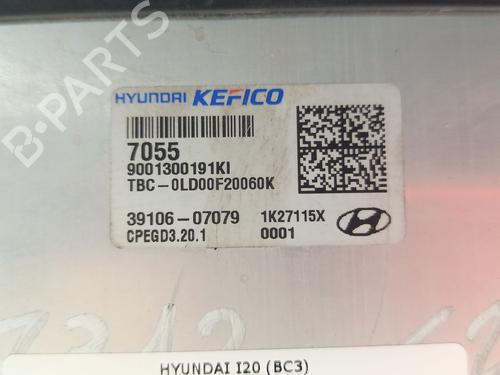 B-PARTS
HYUNDAI KEFICO
7055
9001300191KI
TBC-0LD00F20060K
39106-07079 1K27115X
CPEGD3.20.1 0001
HYUNDAI I20 (BC3)